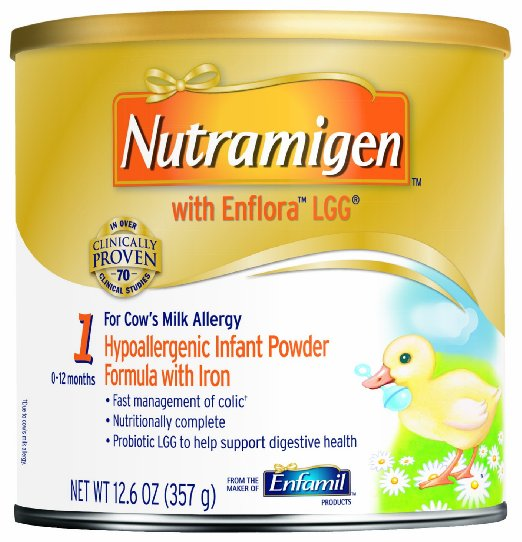 Nutramigen™
with Enflora™ LGG®
IN OVER
CLINICALLY
PROVEN
-70-
CLINICAL STUDIES
For Cow's Milk Allergy
1
Hypoallergenic Infant Powder
0-12 months
Formula with Iron
• Fast management of colic†
• Nutritionally complete
• Probiotic LGG to help support digestive health
†Due to cow's milk allergy.
NET WT 12.6 OZ (357 g)
FROM THE
MAKER OF
Enfamil™
PRODUCTS